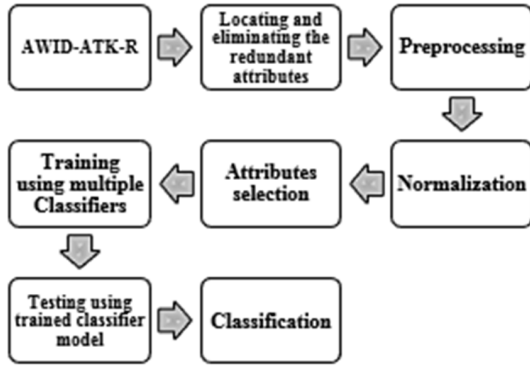 AWID-ATK-R
Locating and
eliminating the
redundant
attributes
Preprocessing
Normalization
Attributes
selection
Training
using multiple
Classifiers
Testing using
trained classifier
model
Classification